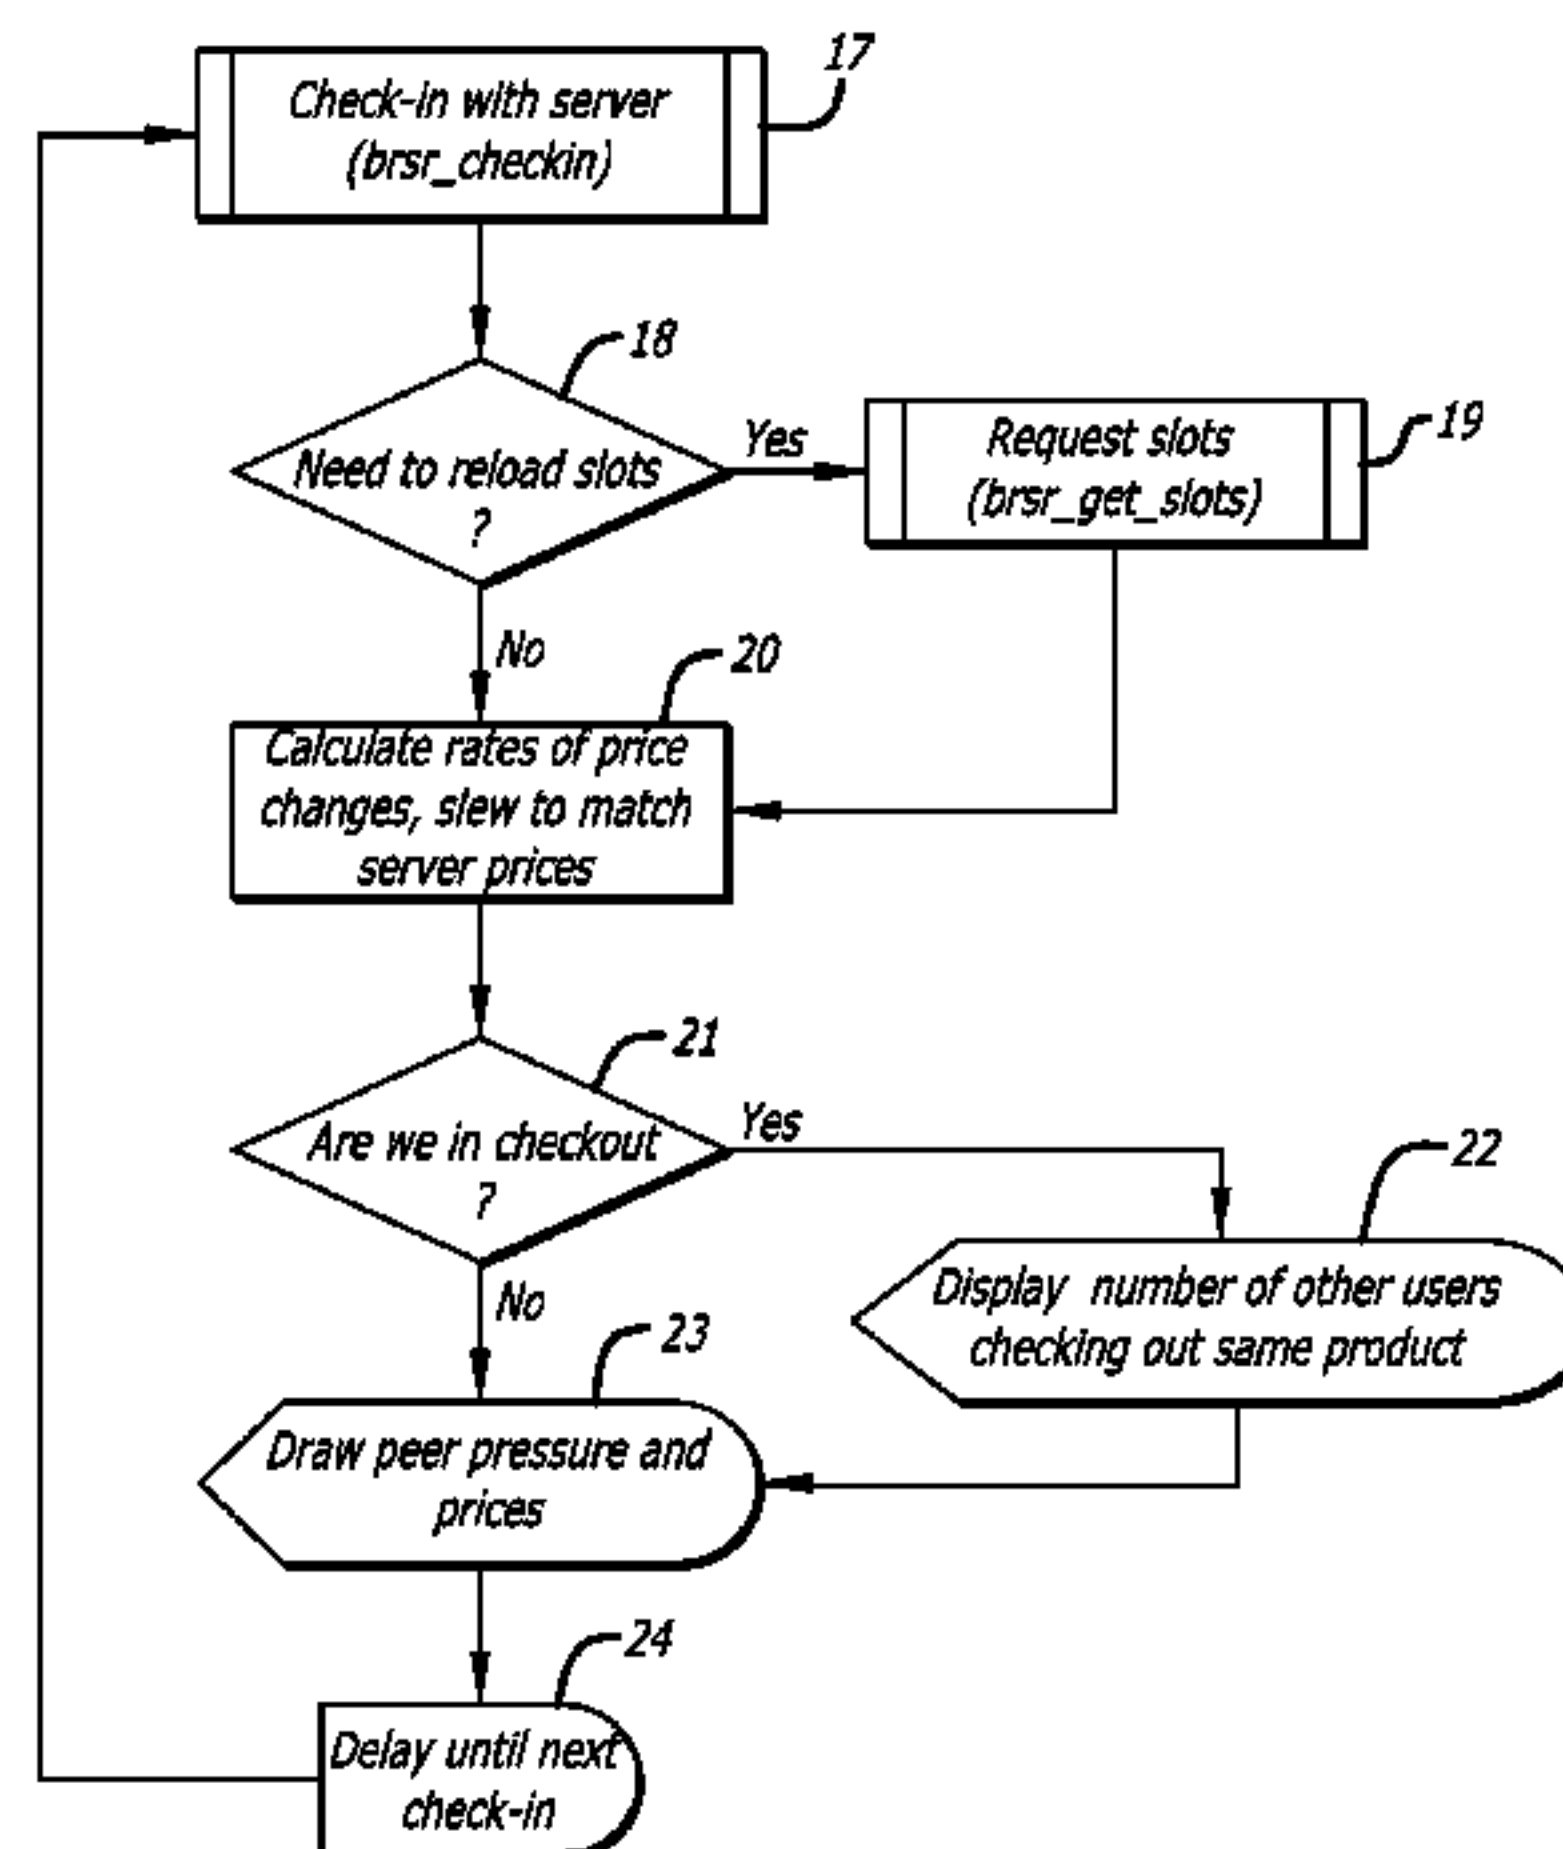 17
Check-in with server
(brsr_checkin)
18
Need to reload slots
?
Yes
19
Request slots
(brsr_get_slots)
No
20
Calculate rates of price
changes, slew to match
server prices
21
Are we in checkout
?
Yes
22
Display number of other users
checking out same product
No
23
Draw peer pressure and
prices
24
Delay until next
check-in